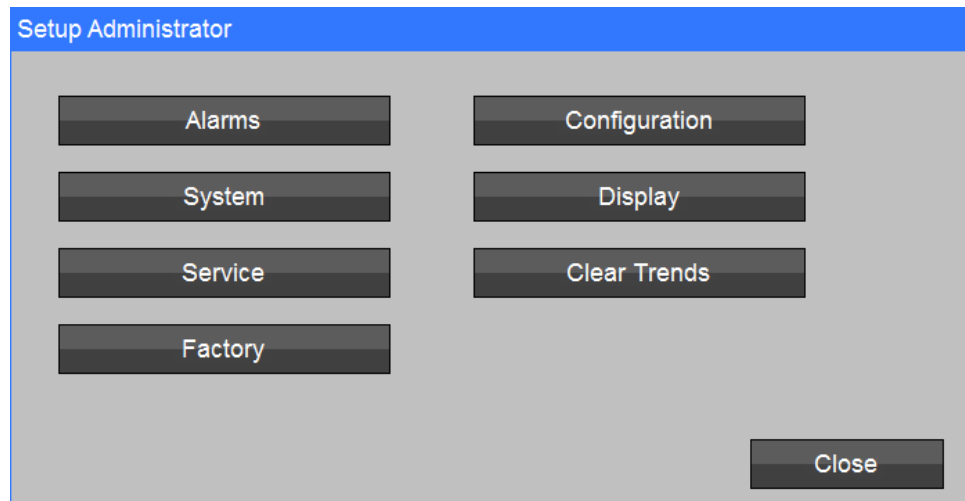 Setup Administrator
Alarms
Configuration
System
Display
Service
Clear Trends
Factory
Close